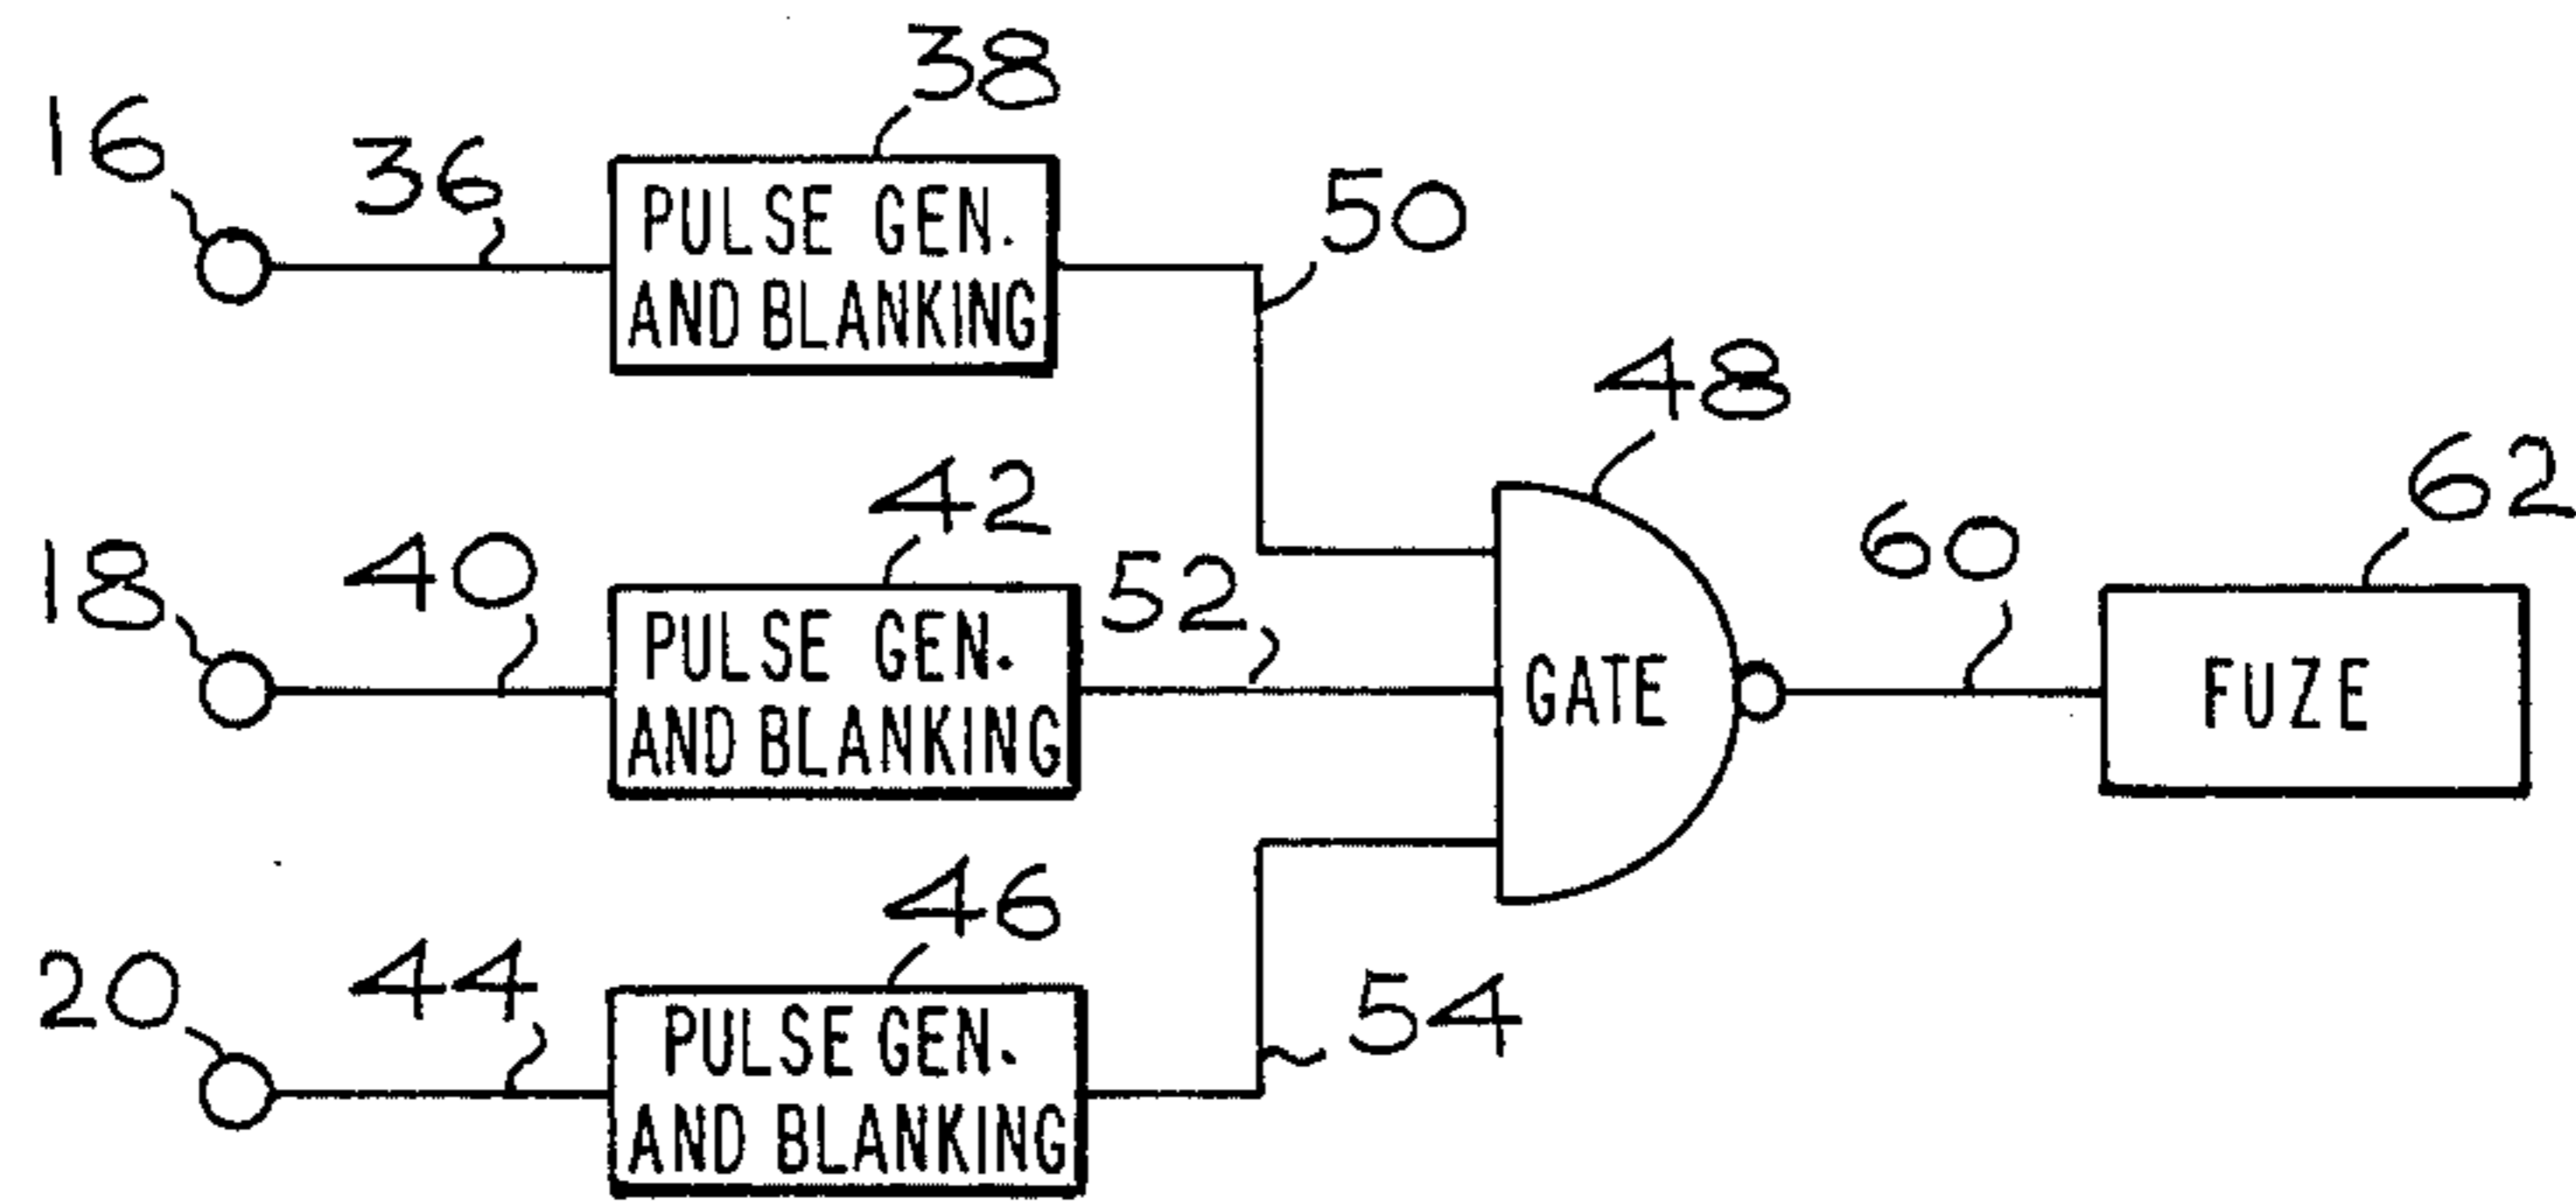 38
16
36
PULSE GEN.
AND BLANKING
50
48
42
62
18
40
52
60
PULSE GEN.
AND BLANKING
GATE
FUZE
46
20
44
54
PULSE GEN.
AND BLANKING